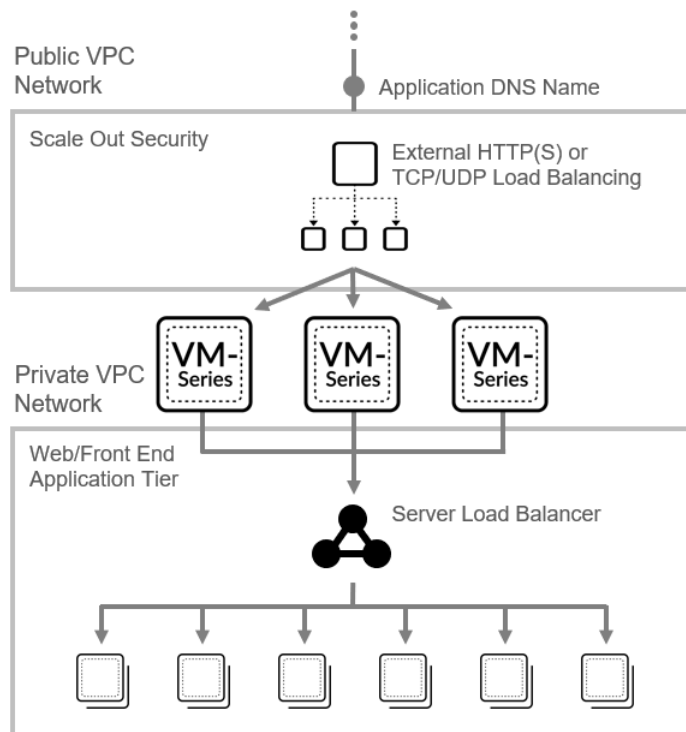 Public VPC
Network
Application DNS Name
Scale Out Security
External HTTP(S) or
TCP/UDP Load Balancing
VM-
Series
VM-
Series
VM-
Series
Private VPC
Network
Web/Front End
Application Tier
Server Load Balancer